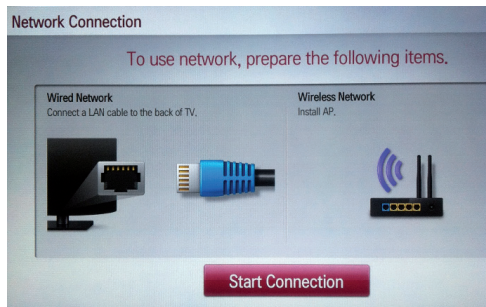 Network Connection
To use network, prepare the following items.
Wired Network
Connect a LAN cable to the back of TV.
Wireless Network
Install AP.
Start Connection